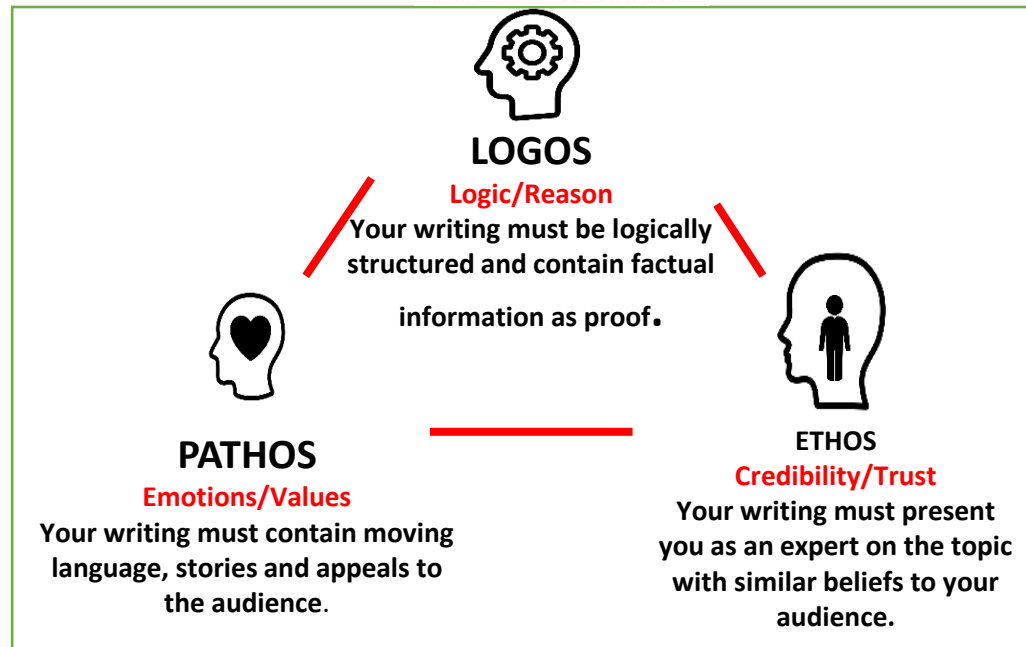 LOGOS
Logic/Reason
Your writing must be logically
structured and contain factual
information as proof.
PATHOS
Emotions/Values
Your writing must contain moving
language, stories and appeals to
the audience.
ETHOS
Credibility/Trust
Your writing must present
you as an expert on the topic
with similar beliefs to your
audience.